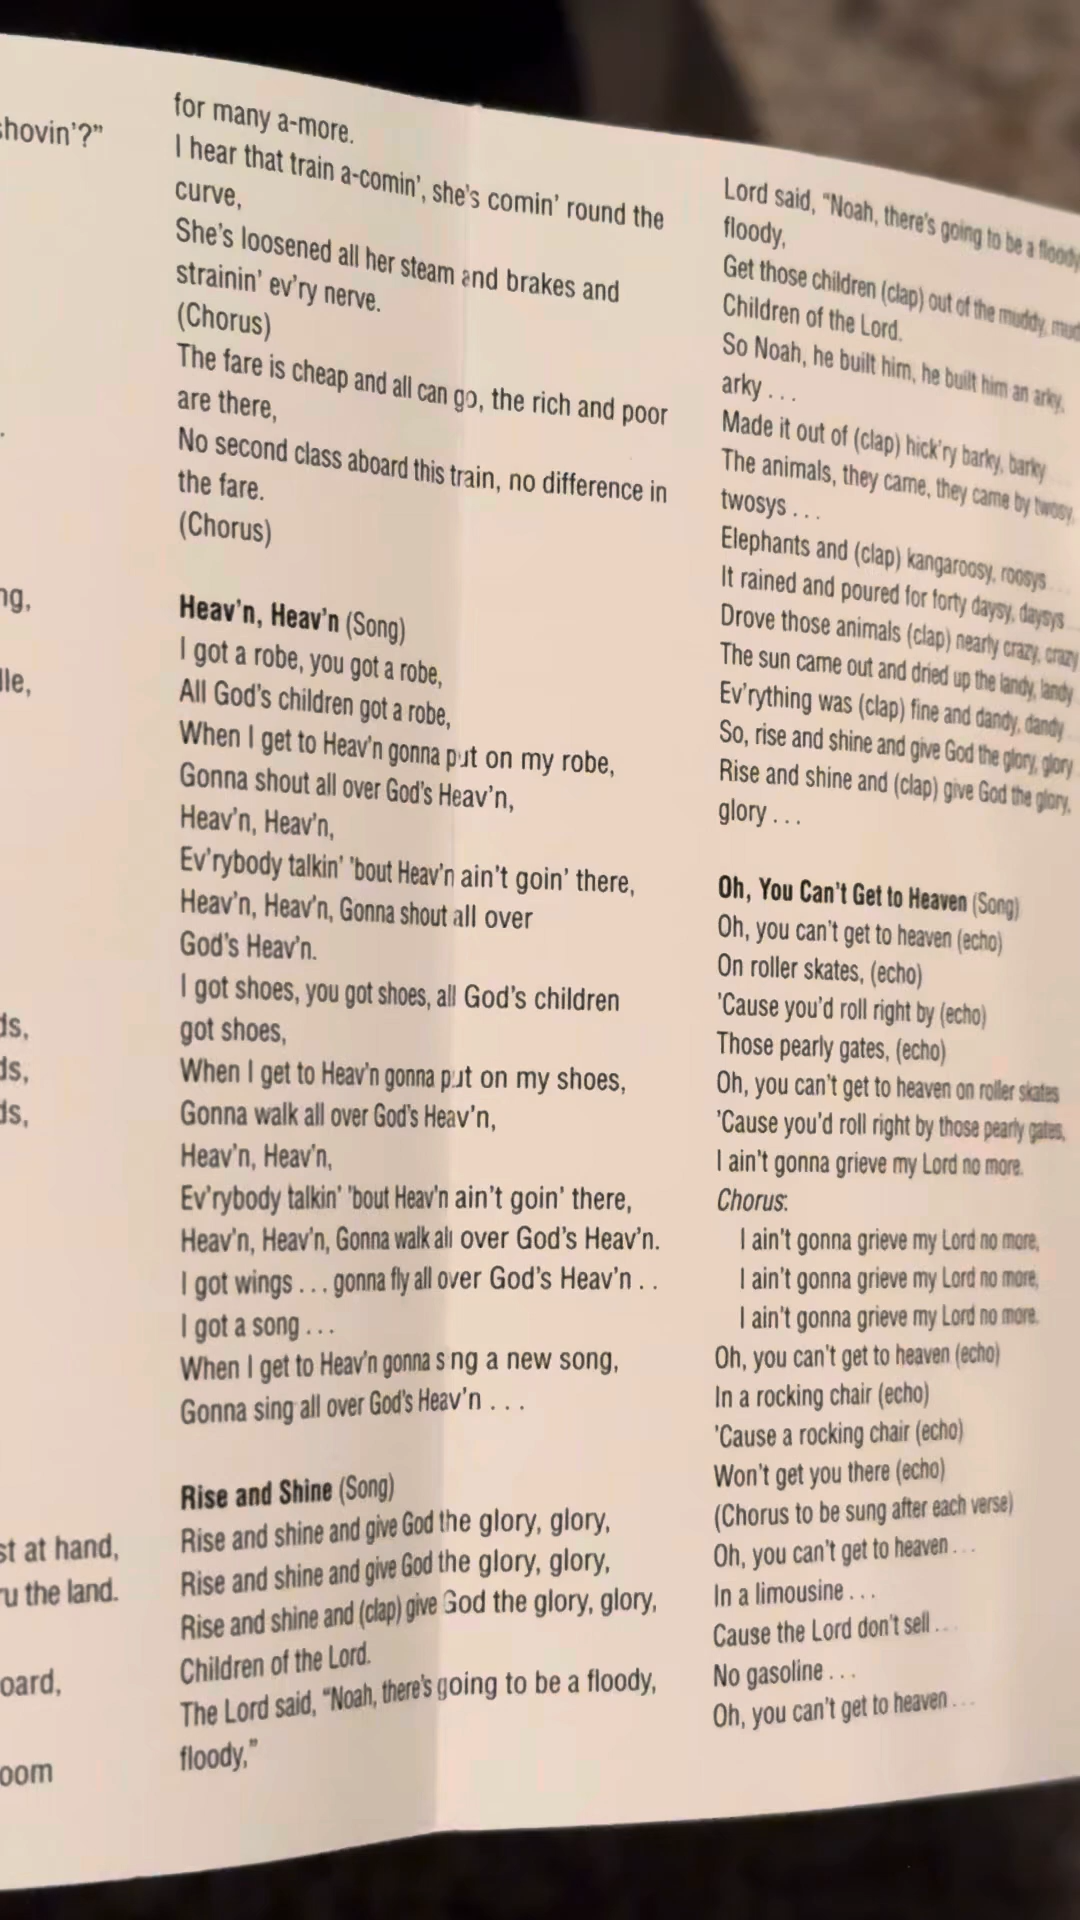 shovin'?"
.
ng,
lle,
ds,
ds,
ds,
st at hand,
ru the land.
oard,
oom
for many a-more.
I hear that train a-comin', she's comin' round the
curve,
She's loosened all her steam and brakes and
strainin' ev'ry nerve.
(Chorus)
The fare is cheap and all can go, the rich and poor
are there,
No second class aboard this train, no difference in
the fare.
(Chorus)
Heav'n, Heav'n (Song)
I got a robe, you got a robe,
All God's children got a robe,
When I get to Heav'n gonna put on my robe,
Gonna shout all over God's Heav'n,
Heav'n, Heav'n,
Ev'rybody talkin' 'bout Heav'n ain't goin' there,
Heav'n, Heav'n, Gonna shout all over
God's Heav'n.
I got shoes, you got shoes, all God's children
got shoes,
When I get to Heav'n gonna put on my shoes,
Gonna walk all over God's Heav'n,
Heav'n, Heav'n,
Ev'rybody talkin' 'bout Heav'n ain't goin' there,
Heav'n, Heav'n, Gonna walk all over God's Heav'n.
I got wings . . . gonna fly all over God's Heav'n . .
I got a song . . .
When I get to Heav'n gonna sing a new song,
Gonna sing all over God's Heav'n . . .
Rise and Shine (Song)
Rise and shine and give God the glory, glory,
Rise and shine and give God the glory, glory,
Rise and shine and (clap) give God the glory, glory,
Children of the Lord.
The Lord said, "Noah, there's going to be a floody,
floody,"
Lord said, "Noah, there's going to be a floody
floody,
Get those children (clap) out of the muddy, mud
Children of the Lord.
So Noah, he built him, he built him an arky,
arky . . .
Made it out of (clap) hick'ry barky, barky
The animals, they came, they came by twosy,
twosys . . .
Elephants and (clap) kangaroosy, roosys . . .
It rained and poured for forty daysy, daysys . . .
Drove those animals (clap) nearly crazy, crazy
The sun came out and dried up the landy, landy
Ev'rything was (clap) fine and dandy, dandy
So, rise and shine and give God the glory, glory
Rise and shine and (clap) give God the glory,
glory . . .
Oh, You Can't Get to Heaven (Song)
Oh, you can't get to heaven (echo)
On roller skates, (echo)
'Cause you'd roll right by (echo)
Those pearly gates, (echo)
Oh, you can't get to heaven on roller skates
'Cause you'd roll right by those pearly gates,
I ain't gonna grieve my Lord no more.
Chorus:
I ain't gonna grieve my Lord no more,
I ain't gonna grieve my Lord no more,
I ain't gonna grieve my Lord no more.
Oh, you can't get to heaven (echo)
In a rocking chair (echo)
'Cause a rocking chair (echo)
Won't get you there (echo)
(Chorus to be sung after each verse)
Oh, you can't get to heaven . . .
In a limousine . . .
Cause the Lord don't sell . . .
No gasoline . . .
Oh, you can't get to heaven . . .